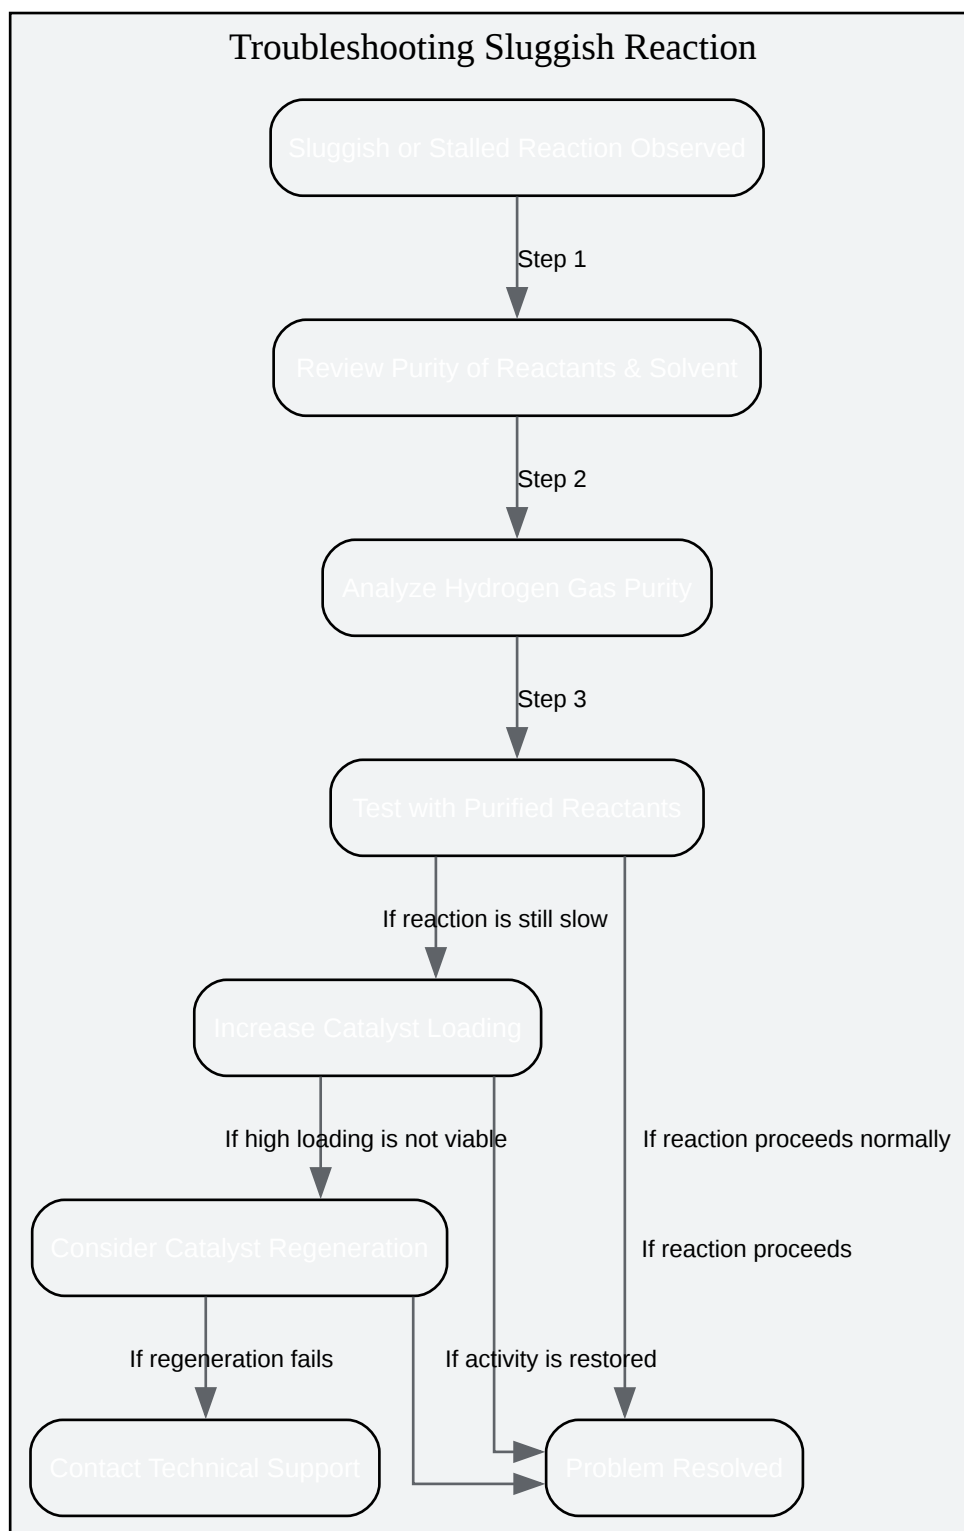 Troubleshooting Sluggish Reaction
Sluggish or Stalled Reaction Observed
Step 1
Review Purity of Reactants & Solvent
Step 2
Analyze Hydrogen Gas Purity
Step 3
Test with Purified Reactants
If reaction is still slow
Increase Catalyst Loading
If high loading is not viable
If reaction proceeds normally
Consider Catalyst Regeneration
If reaction proceeds
If regeneration fails
If activity is restored
Contact Technical Support
Problem Resolved